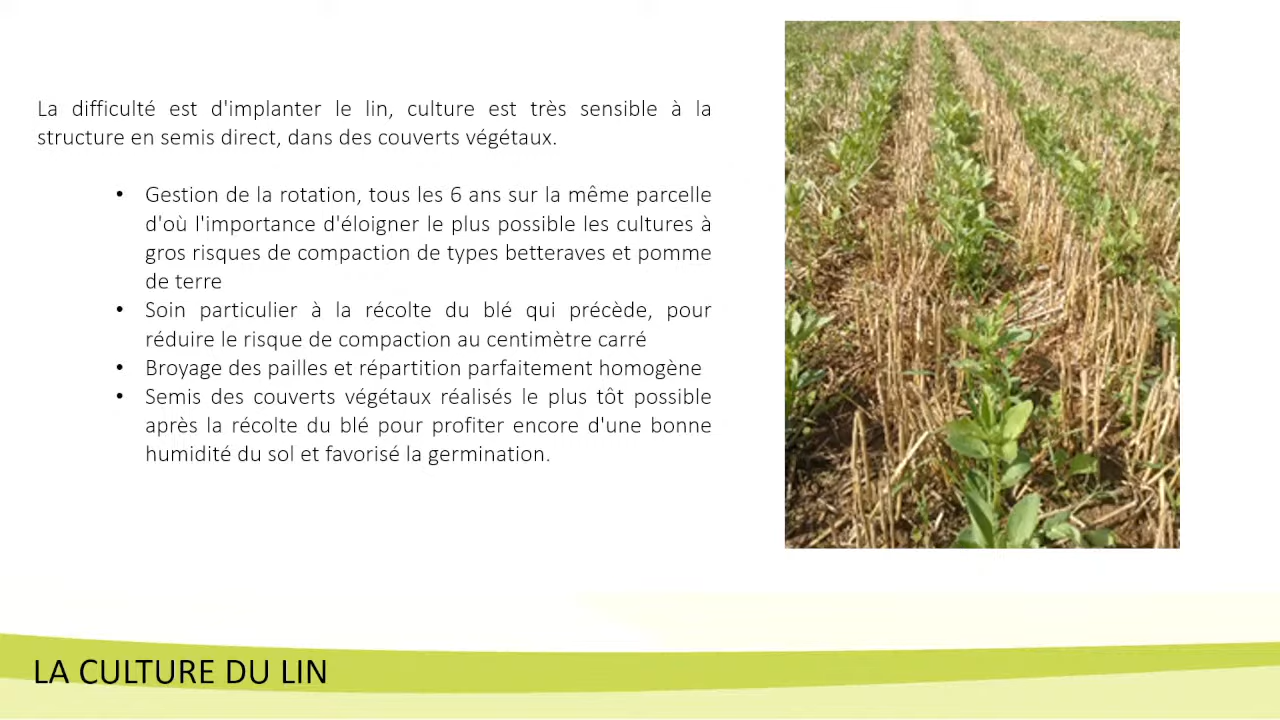 La difficulté est d'implanter le lin, culture est très sensible à la
structure en semis direct, dans des couverts végétaux.
• Gestion de la rotation, tous les 6 ans sur la même parcelle
d'où l'importance d'éloigner le plus possible les cultures à
gros risques de compaction de types betteraves et pomme
de terre
• Soin particulier à la récolte du blé qui précède, pour
réduire le risque de compaction au centimètre carré
• Broyage des pailles et répartition parfaitement homogène
• Semis des couverts végétaux réalisés le plus tôt possible
après la récolte du blé pour profiter encore d'une bonne
humidité du sol et favorisé la germination.
LA CULTURE DU LIN